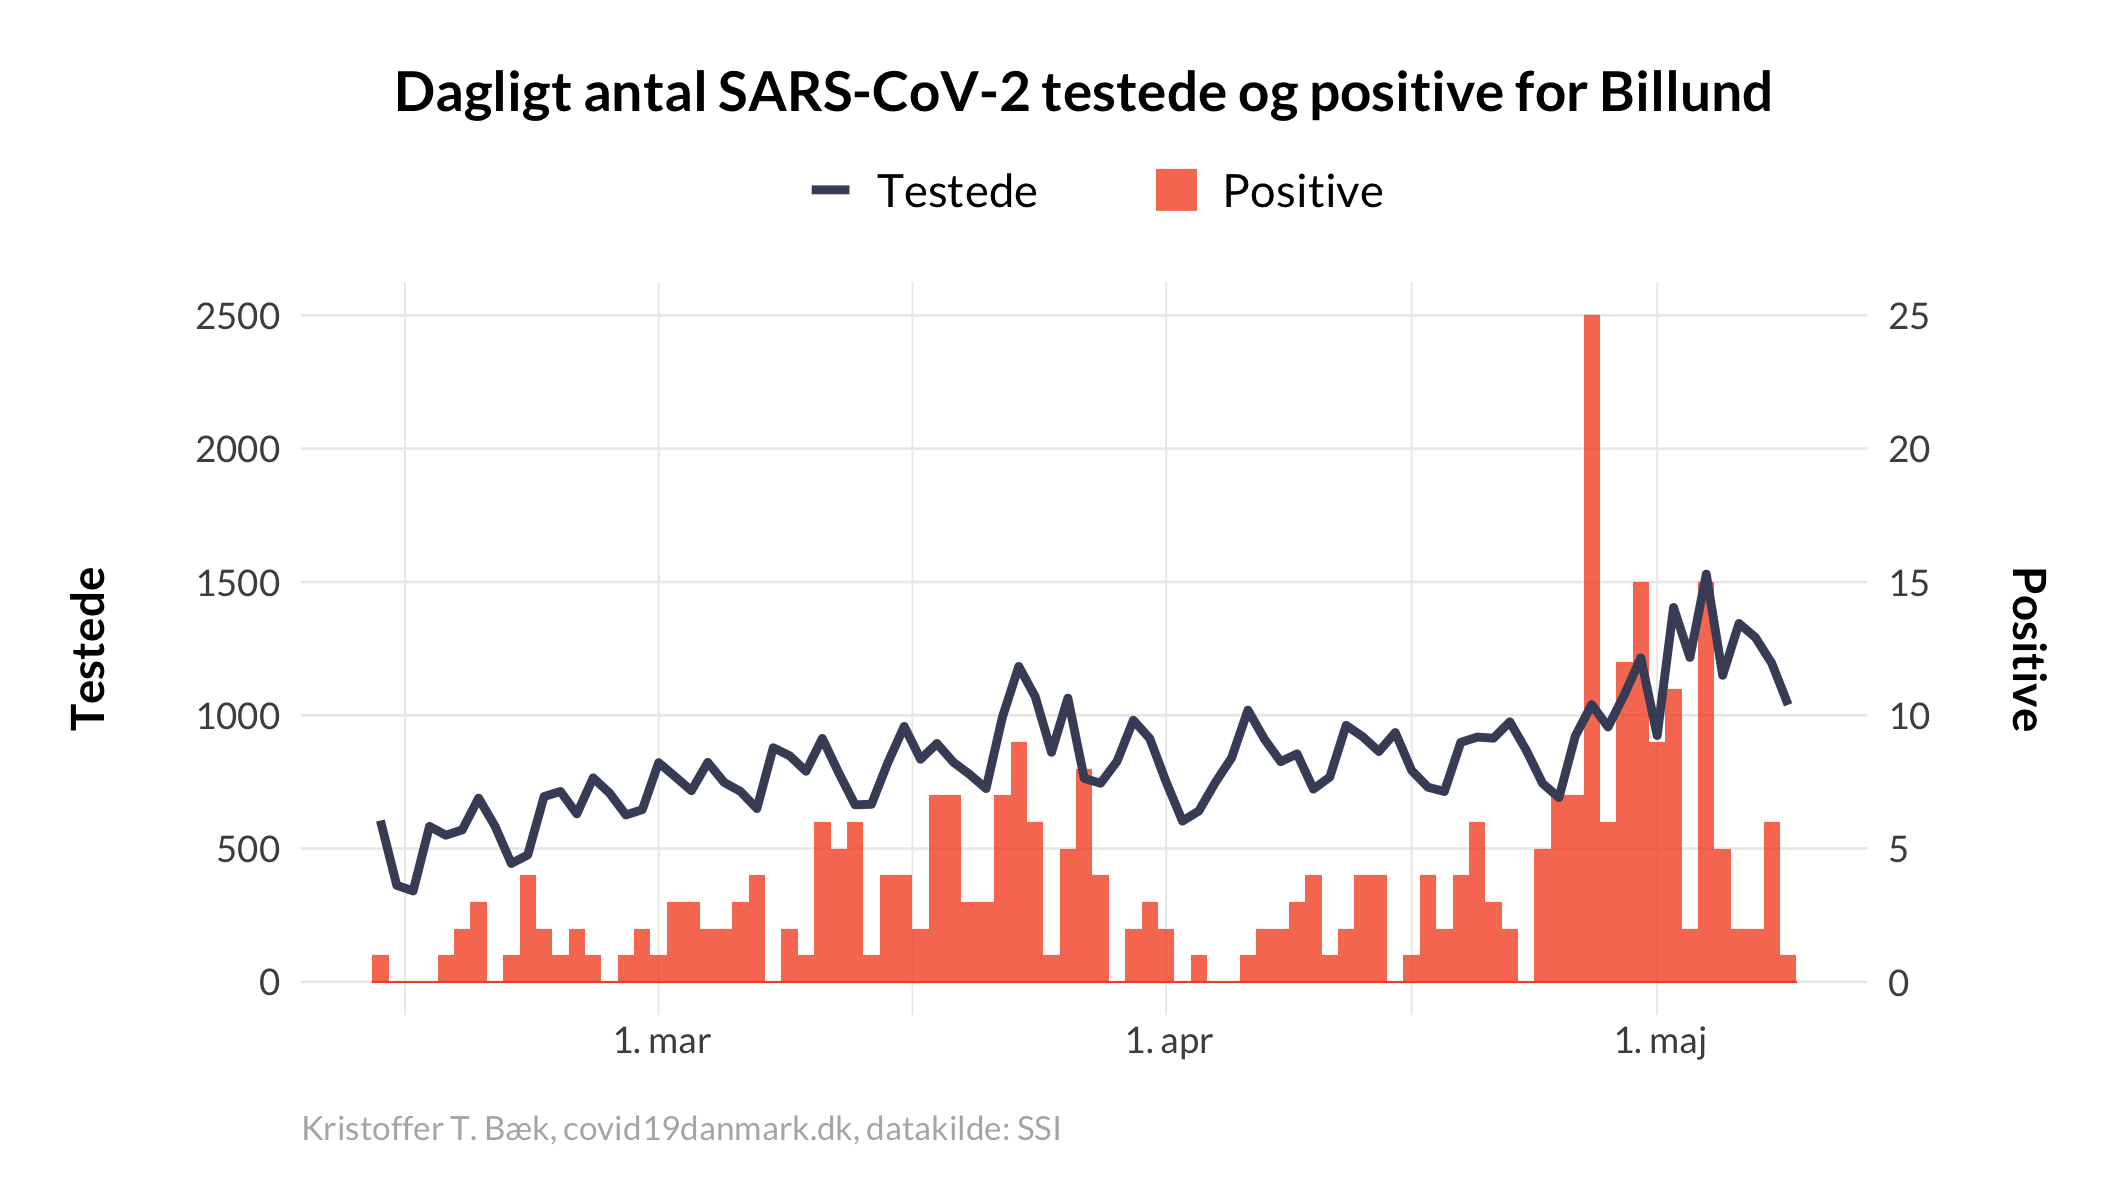 Dagligt antal SARS-CoV-2 testede og positive for Billund
Testede
Positive
2500
2000
1500
1000
500
0
Testede
25
20
15
10
5
0
Positive
1. mar
1. apr
1. maj
Kristoffer T. Bæk, covid19danmark.dk, datakilde: SSI